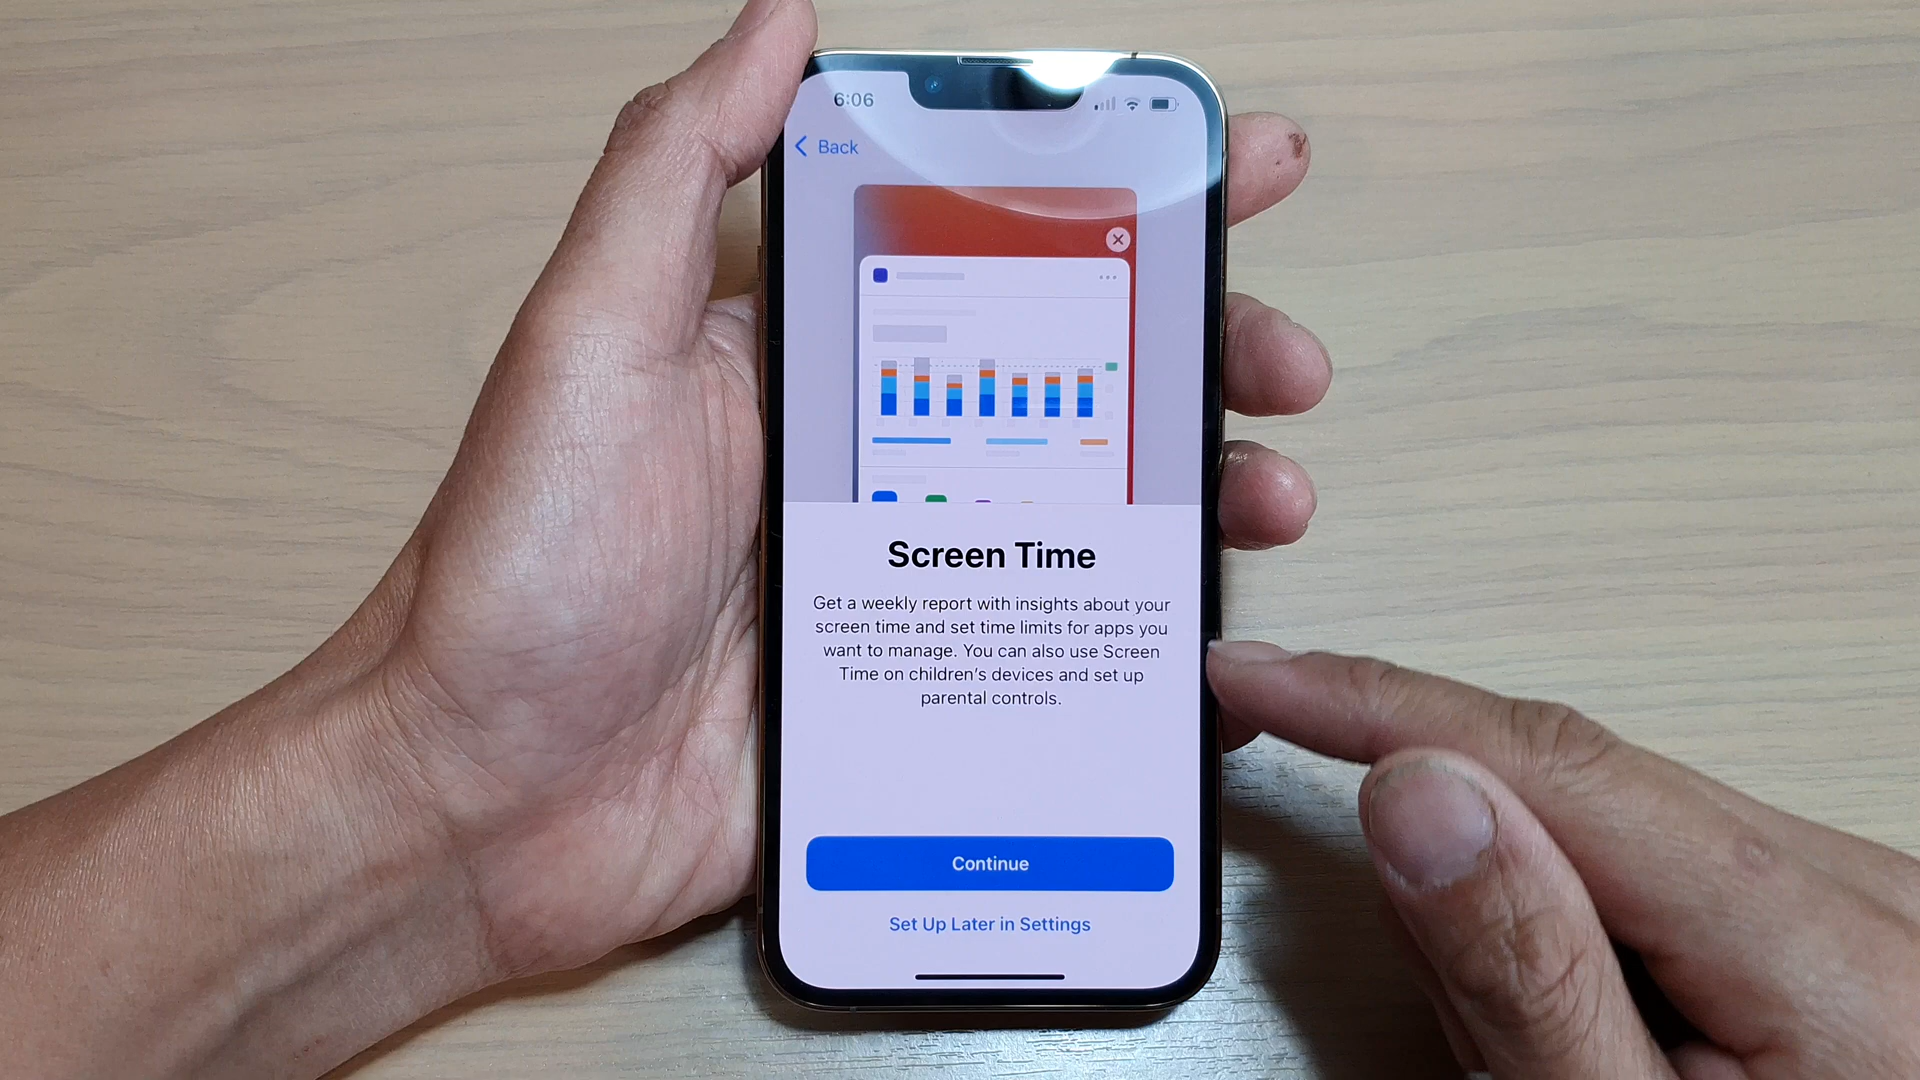 6:06
Back
Screen Time
Get a weekly report with insights about your
screen time and set time limits for apps you
want to manage. You can also use Screen
Time on children's devices and set up
parental controls.
Continue
Set Up Later in Settings